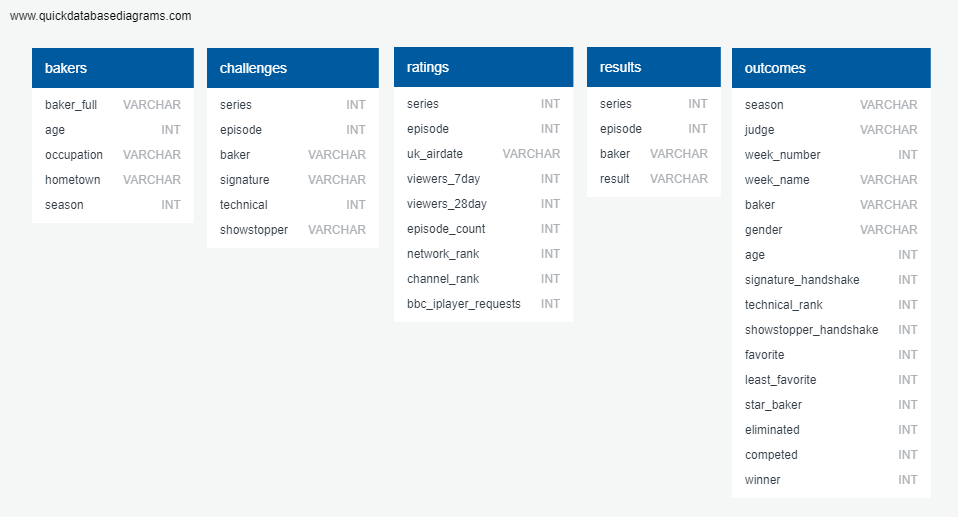 www.quickdatabasediagrams.com
bakers
baker_full VARCHAR
age INT
occupation VARCHAR
hometown VARCHAR
season INT
challenges
series INT
episode INT
baker VARCHAR
signature VARCHAR
technical INT
showstopper VARCHAR
ratings
series INT
episode INT
uk_airdate VARCHAR
viewers_7day INT
viewers_28day INT
episode_count INT
network_rank INT
channel_rank INT
bbc_iplayer_requests INT
results
series INT
episode INT
baker VARCHAR
result VARCHAR
outcomes
season VARCHAR
judge VARCHAR
week_number INT
week_name VARCHAR
baker VARCHAR
gender VARCHAR
age INT
signature_handshake INT
technical_rank INT
showstopper_handshake INT
favorite INT
least_favorite INT
star_baker INT
eliminated INT
competed INT
winner INT